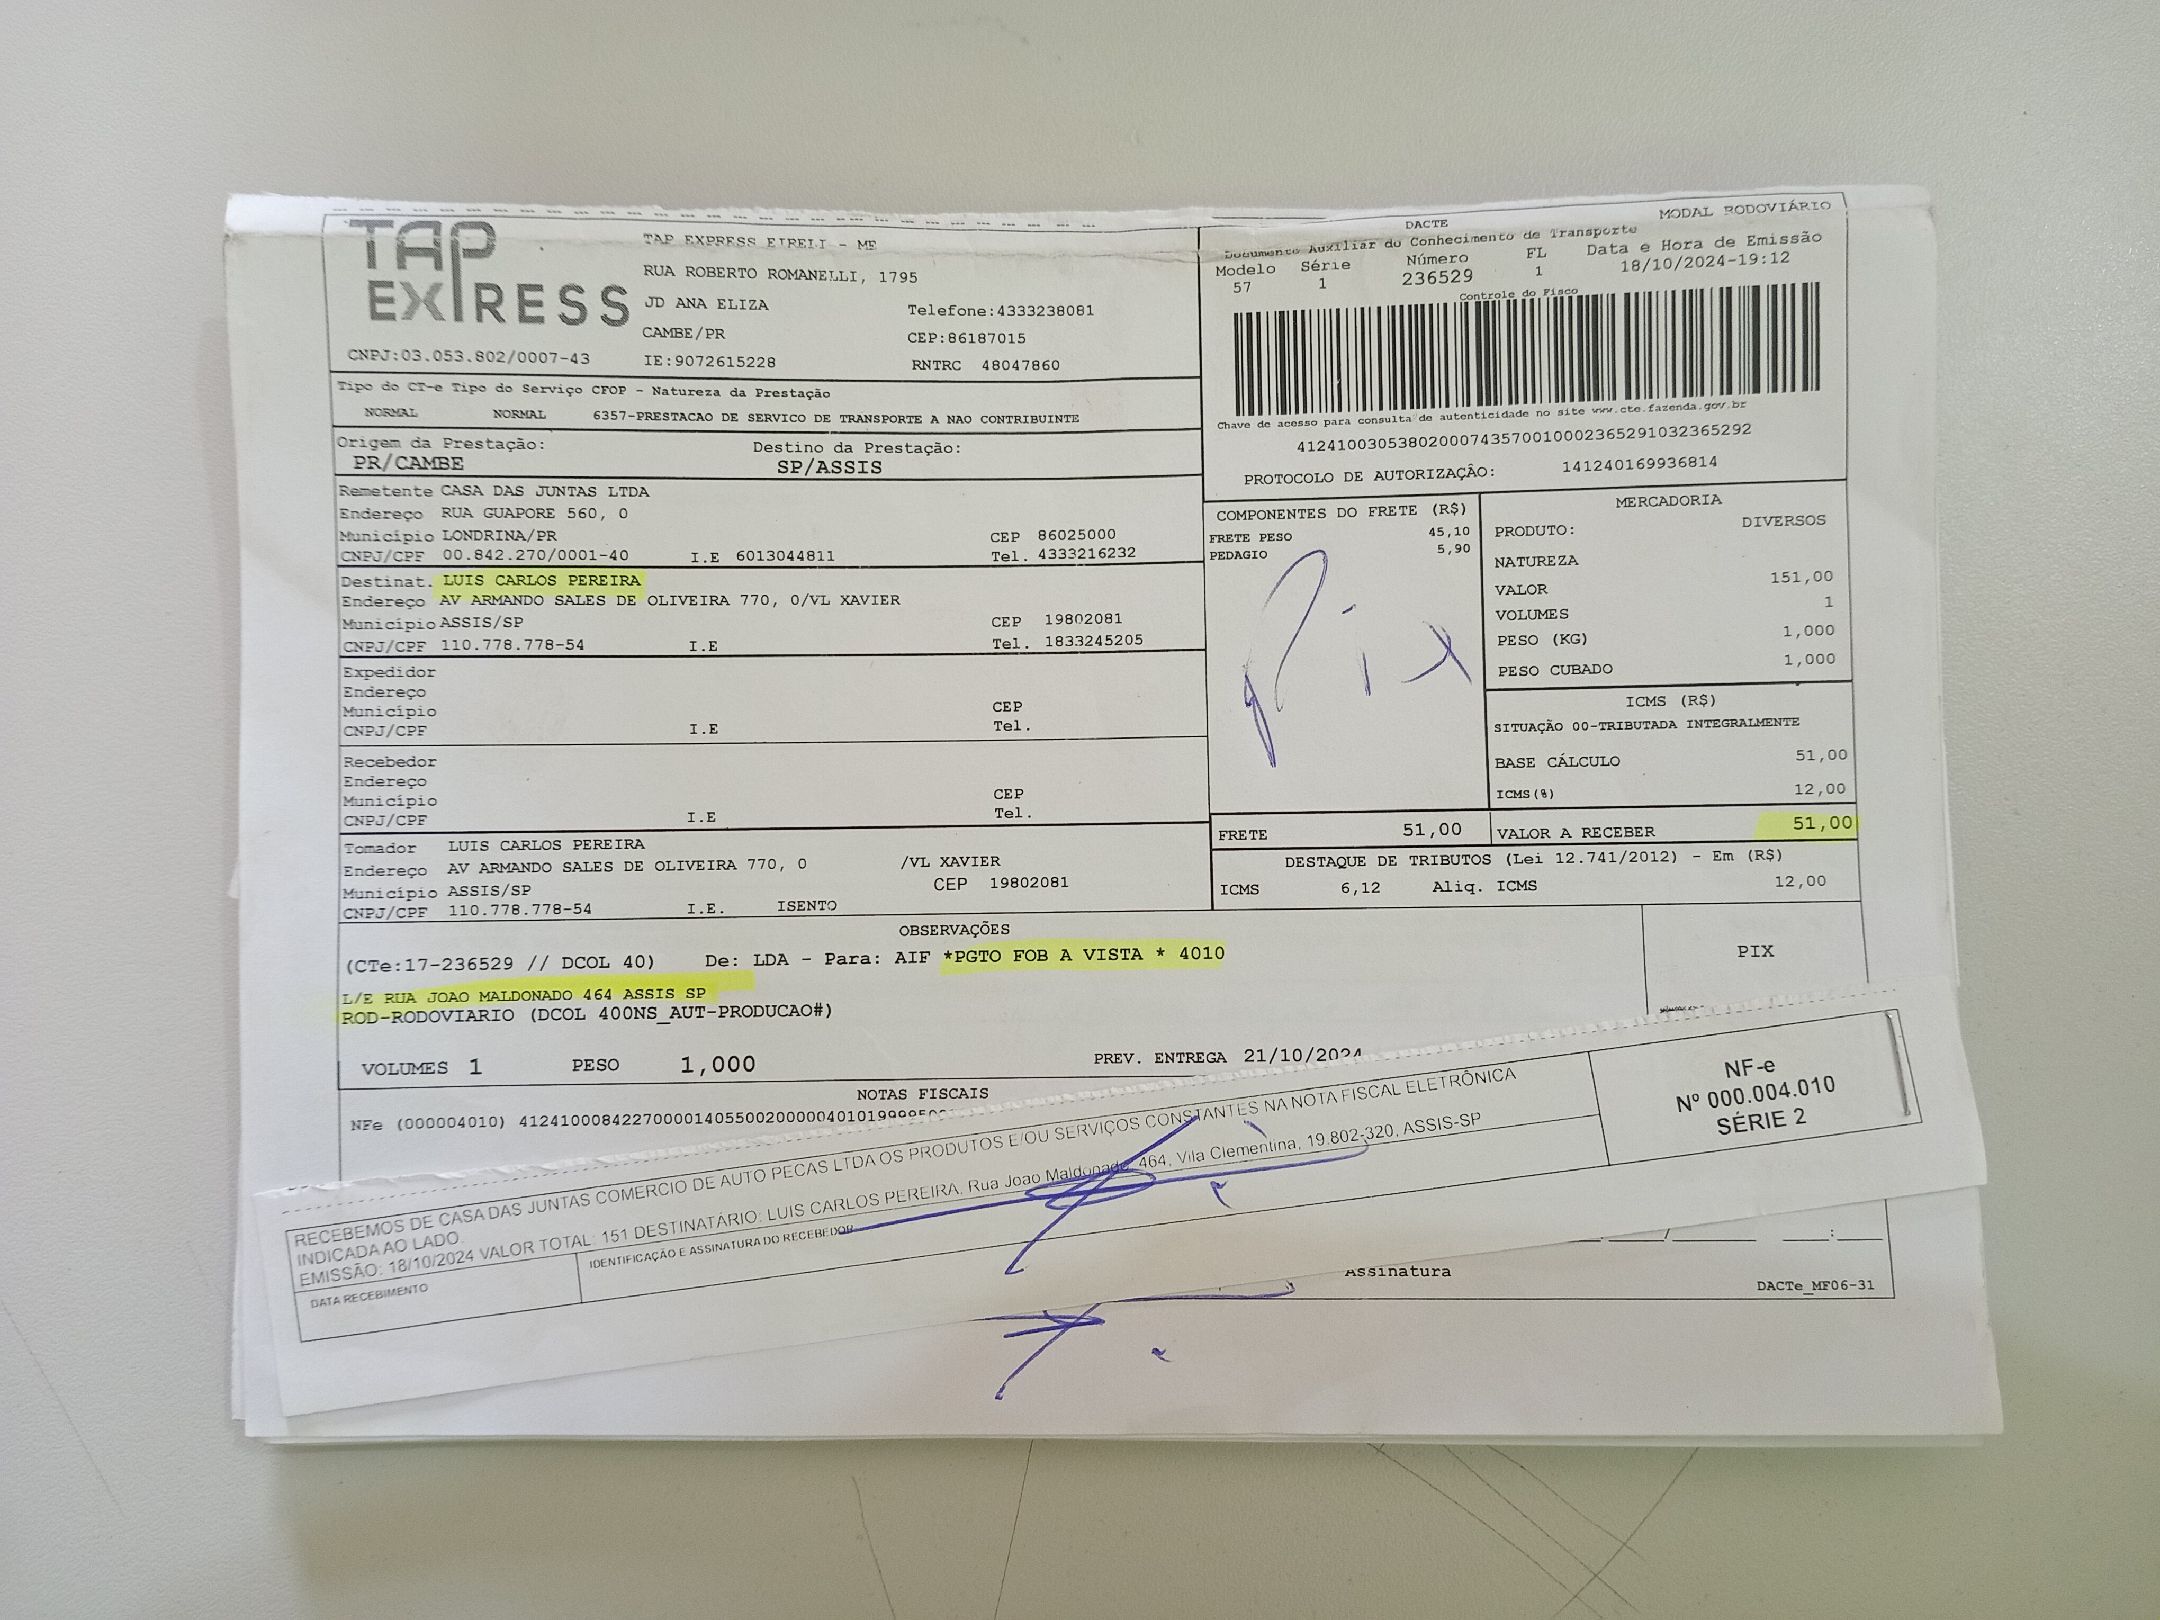 TAP EXPRESS
TAP EXPRESS EIRELI - ME
RUA ROBERTO ROMANELLI, 1795
JD ANA ELIZA
Telefone:4333238081
CAMBE/PR
CEP:86187015
CNPJ:03.053.802/0007-43
IE:9072615228
RNTRC 48047860
MODAL RODOVIÁRIO
DACTE
Documento Auxiliar do Conhecimento de Transporte
Modelo Série Número FL Data e Hora de Emissão
57 1 236529 1 18/10/2024-19:12
Controle do Fisco
Chave de acesso para consulta de autenticidade no site www.cte.fazenda.gov.br
41241003053802000743570010002365291032365292
PROTOCOLO DE AUTORIZAÇÃO: 141240169936814
Tipo do CT-e Tipo do Serviço CFOP - Natureza da Prestação
NORMAL NORMAL 6357-PRESTACAO DE SERVICO DE TRANSPORTE A NAO CONTRIBUINTE
Origem da Prestação: Destino da Prestação:
PR/CAMBE SP/ASSIS
Remetente CASA DAS JUNTAS LTDA
Endereço RUA GUAPORE 560, 0
Município LONDRINA/PR CEP 86025000
CNPJ/CPF 00.842.270/0001-40 I.E 6013044811 Tel. 4333216232
Destinat. LUIS CARLOS PEREIRA
Endereço AV ARMANDO SALES DE OLIVEIRA 770, 0/VL XAVIER
Município ASSIS/SP CEP 19802081
CNPJ/CPF 110.778.778-54 I.E Tel. 1833245205
Expedidor
Endereço
Município CEP
CNPJ/CPF I.E Tel.
Recebedor
Endereço
Município CEP
CNPJ/CPF I.E Tel.
Tomador LUIS CARLOS PEREIRA
Endereço AV ARMANDO SALES DE OLIVEIRA 770, 0 /VL XAVIER
Município ASSIS/SP CEP 19802081
CNPJ/CPF 110.778.778-54 I.E. ISENTO
COMPONENTES DO FRETE (R$)
FRETE PESO 45,10
PEDAGIO 5,90
Pix
MERCADORIA
PRODUTO: DIVERSOS
NATUREZA
VALOR 151,00
VOLUMES 1
PESO (KG) 1,000
PESO CUBADO 1,000
ICMS (R$)
SITUAÇÃO 00-TRIBUTADA INTEGRALMENTE
BASE CÁLCULO 51,00
ICMS(%) 12,00
FRETE 51,00 VALOR A RECEBER 51,00
DESTAQUE DE TRIBUTOS (Lei 12.741/2012) - Em (R$)
ICMS 6,12 Aliq. ICMS 12,00
OBSERVAÇÕES
(CTe:17-236529 // DCOL 40) De: LDA - Para: AIF *PGTO FOB A VISTA * 4010
PIX
L/E RUA JOAO MALDONADO 464 ASSIS SP
ROD-RODOVIARIO (DCOL 400NS_AUT-PRODUCAO#)
VOLUMES 1 PESO 1,000 PREV. ENTREGA 21/10/2024
NOTAS FISCAIS
NFe (000004010)
RECEBEMOS DE CASA DAS JUNTAS COMERCIO DE AUTO PECAS LTDA OS PRODUTOS E/OU SERVIÇOS CONSTANTES NA NOTA FISCAL ELETRÔNICA
INDICADA AO LADO.
EMISSÃO: 18/10/2024 VALOR TOTAL: 151 DESTINATÁRIO: LUIS CARLOS PEREIRA, Rua Joao Maldonado, 464, Vila Clementina, 19.802-320, ASSIS-SP
DATA RECEBIMENTO
IDENTIFICAÇÃO E ASSINATURA DO RECEBEDOR
NF-e
Nº 000.004.010
SÉRIE 2
Assinatura
DACTe_MF06-31